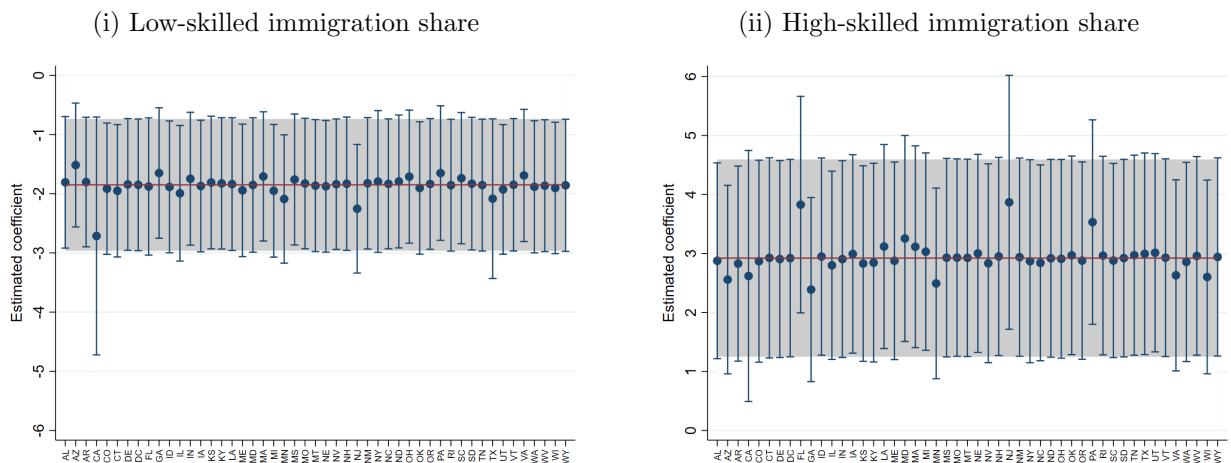 (i) Low-skilled immigration share
Estimated coefficient
0
-1
-2
-3
-4
-5
-6
AL AZ AR CA CO CT DE DC FL GA ID IL IN IA KS KY LA ME MD MA MI MN MS MO MT NE NV NH NJ NM NY NC ND OH OK OR PA RI SC SD TN TX UT VT VA WA WV WI WY
(ii) High-skilled immigration share
Estimated coefficient
6
5
4
3
2
1
0
AL AZ AR CA CO CT DE DC FL GA ID IL IN IA KS KY LA ME MD MA MI MN MS MO MT NE NV NH NJ NM NY NC ND OH OK OR PA RI SC SD TN TX UT VT VA WA WV WI WY